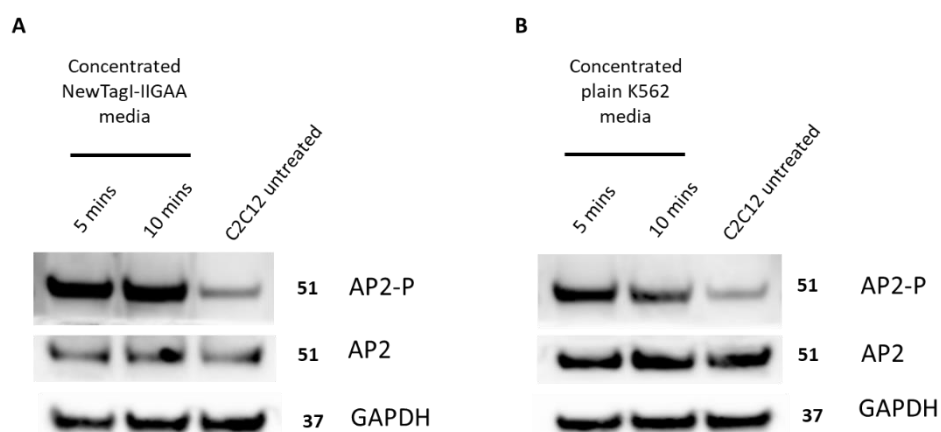 A
Concentrated
NewTagI-IIGAA
media
5 mins
10 mins
C2C12 untreated
51 AP2-P
51 AP2
37 GAPDH
B
Concentrated
plain K562
media
5 mins
10 mins
C2C12 untreated
51 AP2-P
51 AP2
37 GAPDH